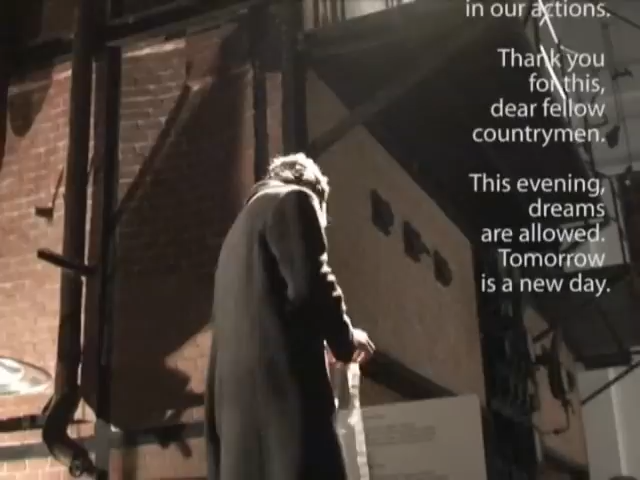 in our actions.
Thank you
for this,
dear fellow
countrymen.
This evening,
dreams
are allowed.
Tomorrow
is a new day.